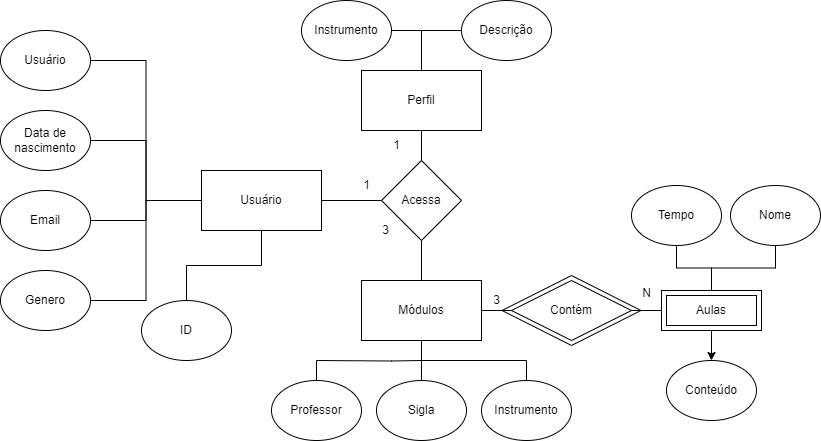 Instrumento
Descrição
Usuário
Perfil
Data de
nascimento
1
1
Usuário
Acessa
Email
3
Tempo
Nome
Genero
ID
Módulos
3
Contém
N
Aulas
Conteúdo
Professor
Sigla
Instrumento